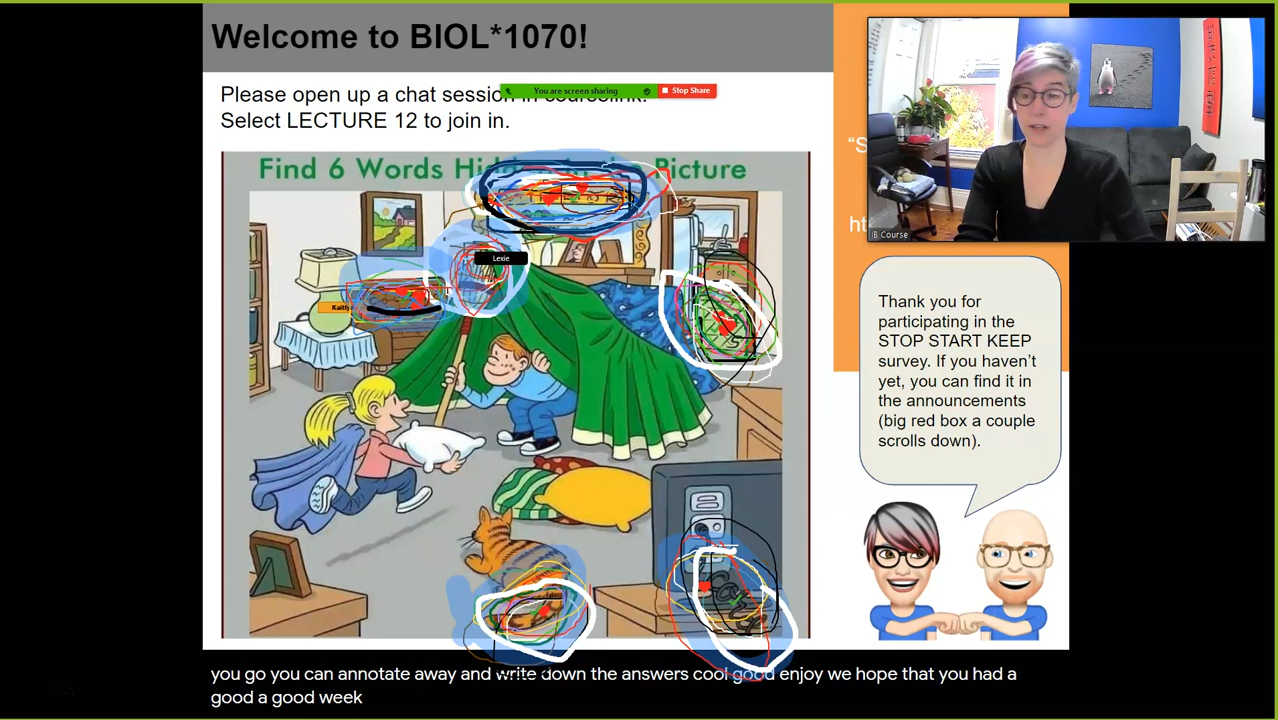 Welcome to BIOL*1070!
Please open up a chat session in courselink.
You are screen sharing
Stop Share
Select LECTURE 12 to join in.
Find 6 Words Hidden in the Picture
Lexie
Kaitly
IB Course
“S
ht
Thank you for
participating in the
STOP START KEEP
survey. If you haven’t
yet, you can find it in
the announcements
(big red box a couple
scrolls down).
you go you can annotate away and write down the answers cool good enjoy we hope that you had a
good a good week